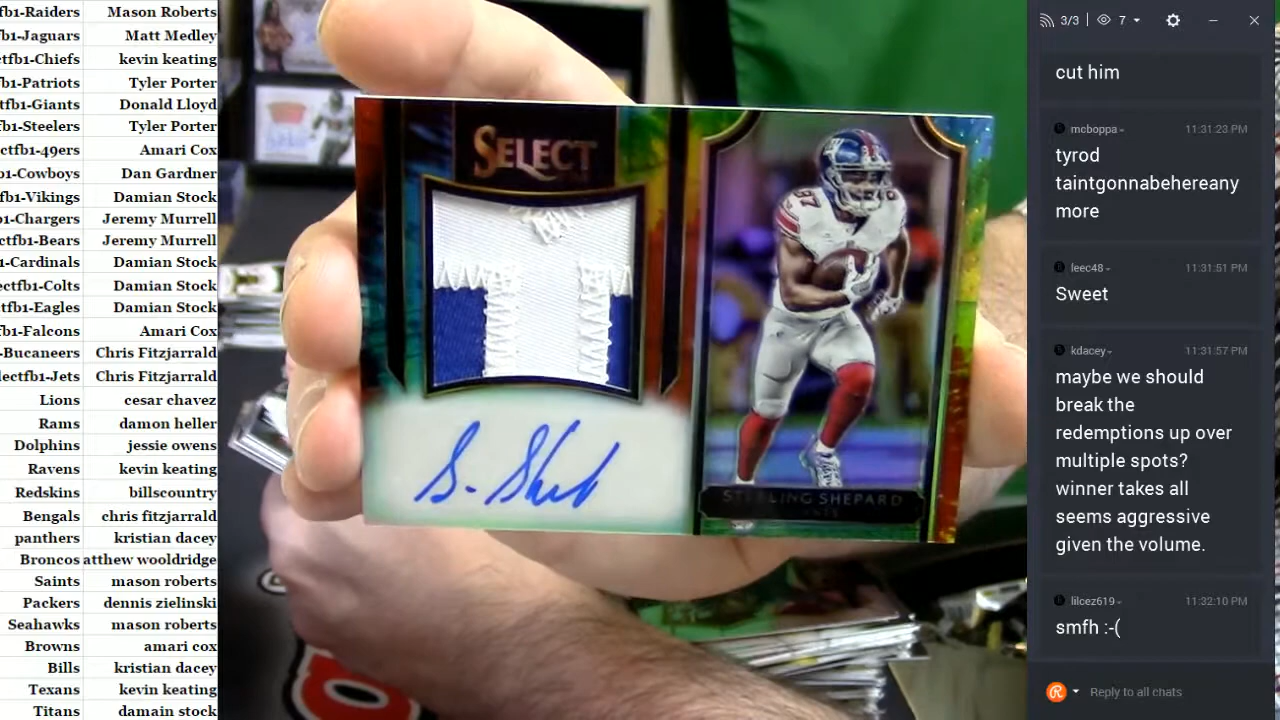 fb1-Raiders Mason Roberts
fb1-Jaguars Matt Medley
ctfb1-Chiefs kevin keating
fb1-Patriots Tyler Porter
tfb1-Giants Donald Lloyd
fb1-Steelers Tyler Porter
ctfb1-49ers Amari Cox
b1-Cowboys Dan Gardner
fb1-Vikings Damian Stock
b1-Chargers Jeremy Murrell
ctfb1-Bears Jeremy Murrell
1-Cardinals Damian Stock
ectfb1-Colts Damian Stock
tfb1-Eagles Damian Stock
fb1-Falcons Amari Cox
-Bucaneers Chris Fitzjarrald
lectfb1-Jets Chris Fitzjarrald
Lions cesar chavez
Rams damon heller
Dolphins jessie owens
Ravens kevin keating
Redskins billscountry
Bengals chris fitzjarrald
panthers kristian dacey
Broncos atthew wooldridge
Saints mason roberts
Packers dennis zielinski
Seahawks mason roberts
Browns amari cox
Bills kristian dacey
Texans kevin keating
Titans damain stock
SELECT
S. Shep
87
STERLING SHEPARD
GIANTS
3/3 7
cut him
mcboppa 11:31:23 PM
tyrod
taintgonnabehereany
more
leec48 11:31:51 PM
Sweet
kdacey 11:31:57 PM
maybe we should
break the
redemptions up over
multiple spots?
winner takes all
seems aggressive
given the volume.
lilcez619 11:32:10 PM
smfh :-(
Reply to all chats